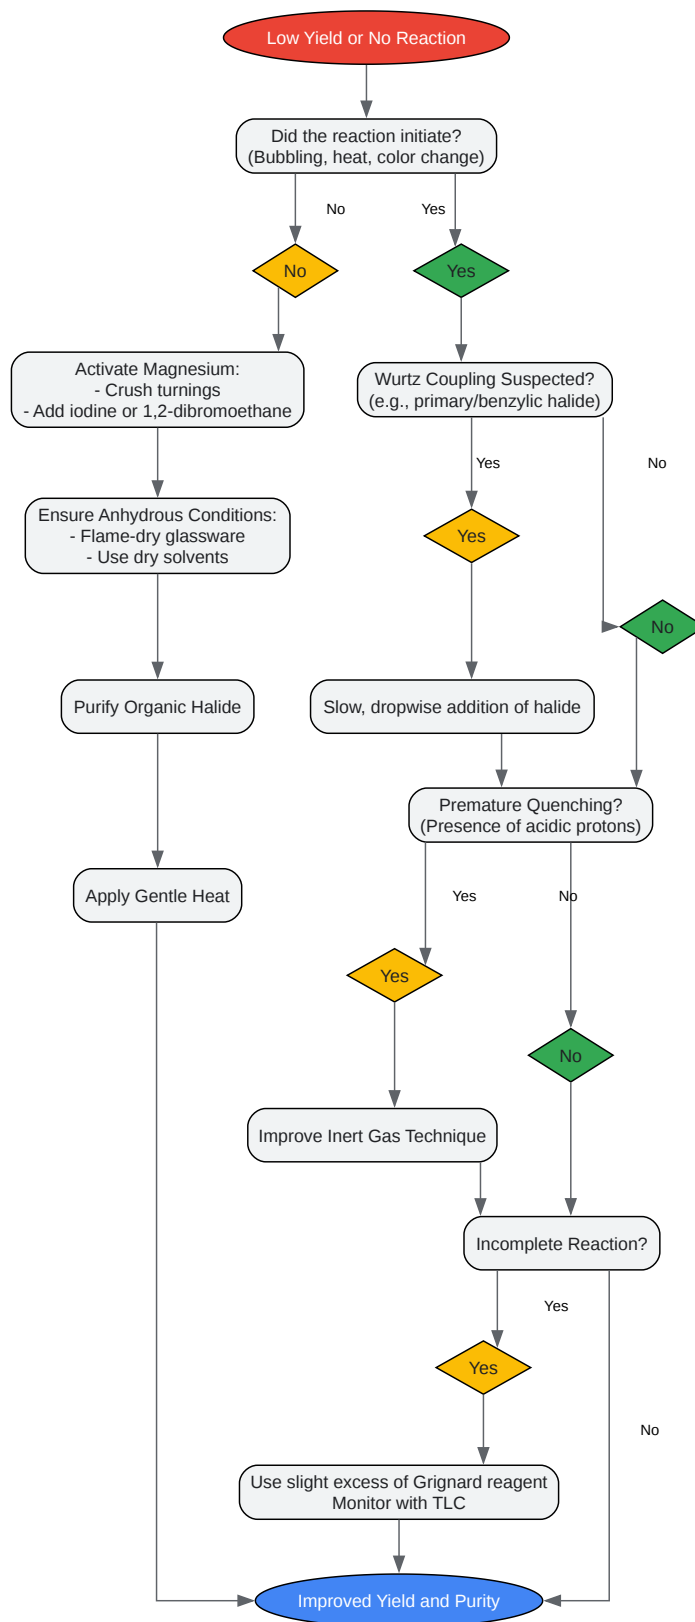 Low Yield or No Reaction
Did the reaction initiate?
(Bubbling, heat, color change)
No
Yes
No
Yes
Activate Magnesium:
- Crush turnings
- Add iodine or 1,2-dibromoethane
Wurtz Coupling Suspected?
(e.g., primary/benzylic halide)
Yes
No
Ensure Anhydrous Conditions:
- Flame-dry glassware
- Use dry solvents
Yes
No
Purify Organic Halide
Slow, dropwise addition of halide
Premature Quenching?
(Presence of acidic protons)
Apply Gentle Heat
Yes
No
Yes
No
Improve Inert Gas Technique
Incomplete Reaction?
Yes
Yes
No
Use slight excess of Grignard reagent
Monitor with TLC
Improved Yield and Purity